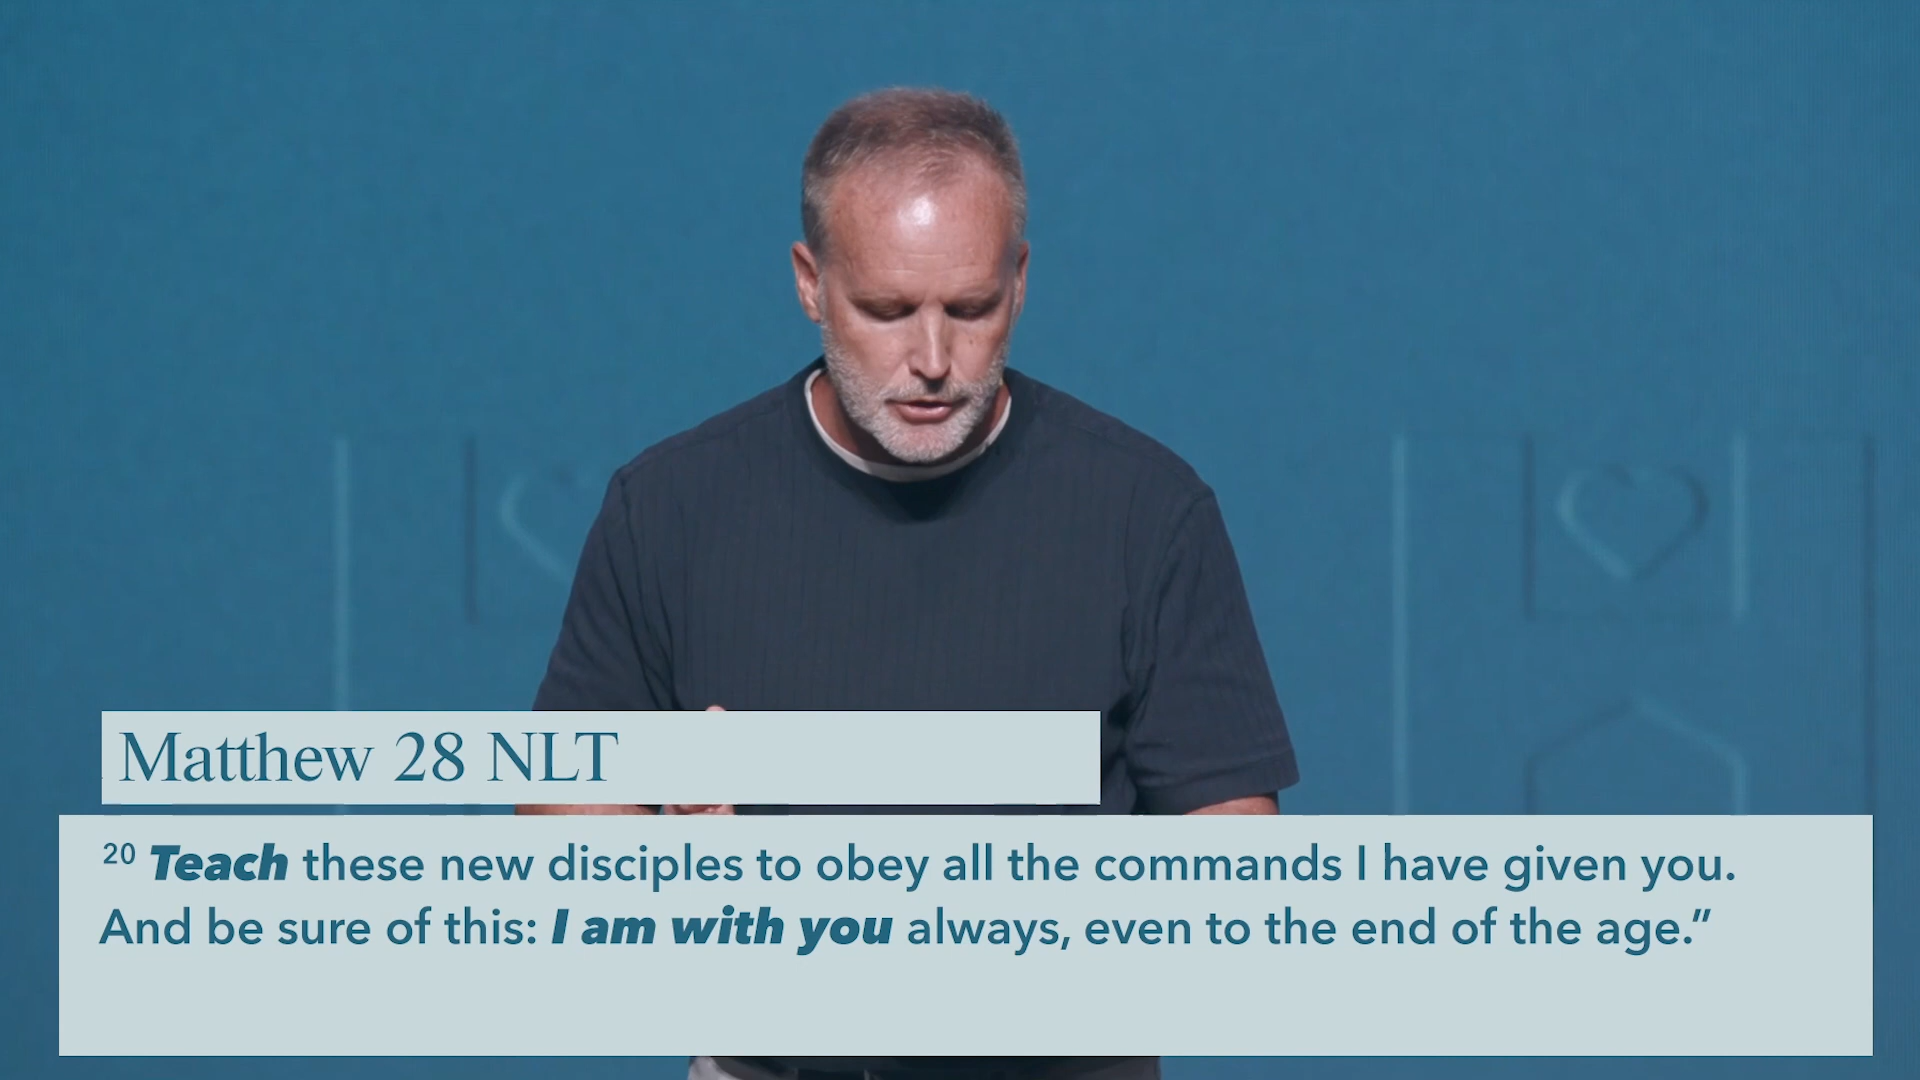 Matthew 28 NLT
20 Teach these new disciples to obey all the commands I have given you.
And be sure of this: I am with you always, even to the end of the age.”